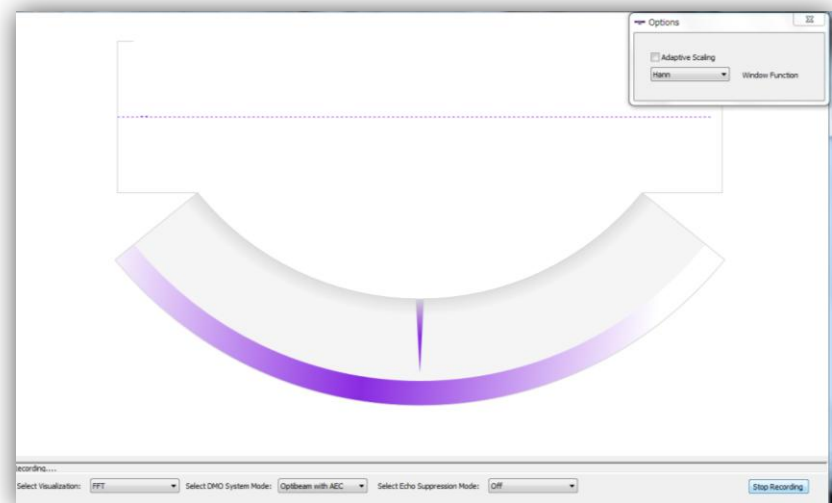 Options
Adaptive Scaling
Hann Window Function
ecording....
Select Visualization: FFT Select DMO System Mode: Optibeam with AEC Select Echo Suppression Mode: Off Stop Recording